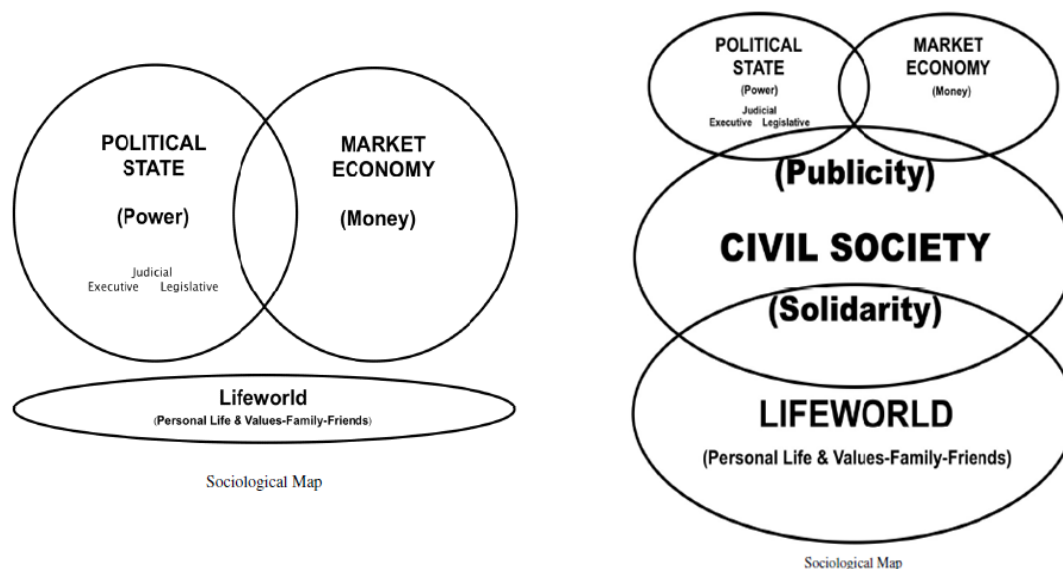 POLITICAL
STATE
(Power)
Judicial
Executive Legislative
MARKET
ECONOMY
(Money)
Lifeworld
(Personal Life & Values-Family-Friends)
Sociological Map
POLITICAL
STATE
(Power)
Judicial
Executive Legislative
MARKET
ECONOMY
(Money)
(Publicity)
CIVIL SOCIETY
(Solidarity)
LIFEWORLD
(Personal Life & Values-Family-Friends)
Sociological Map